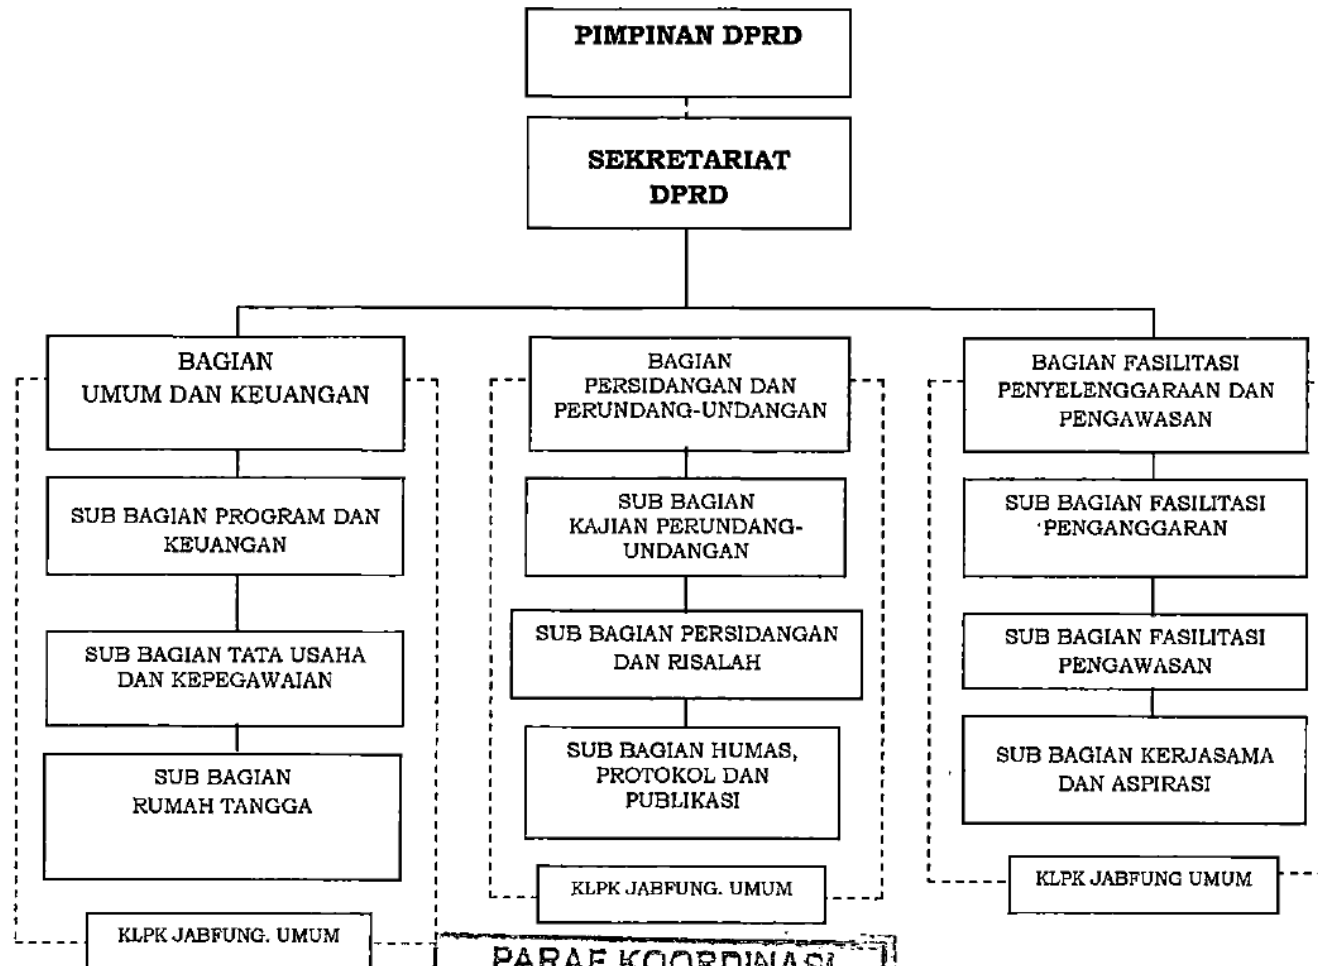 PIMPINAN DPRD
SEKRETARIAT
DPRD
BAGIAN
UMUM DAN KEUANGAN
SUB BAGIAN PROGRAM DAN
KEUANGAN
SUB BAGIAN TATA USAHA
DAN KEPEGAWAIAN
SUB BAGIAN
RUMAH TANGGA
KLPK JABFUNG. UMUM
BAGIAN
PERSIDANGAN DAN
PERUNDANG-UNDANGAN
SUB BAGIAN
KAJIAN PERUNDANG-
UNDANGAN
SUB BAGIAN PERSIDANGAN
DAN RISALAH
SUB BAGIAN HUMAS,
PROTOKOL DAN
PUBLIKASI
KLPK JABFUNG. UMUM
BAGIAN FASILITASI
PENYELENGGARAAN DAN
PENGAWASAN
SUB BAGIAN FASILITASI
PENGANGGARAN
SUB BAGIAN FASILITASI
PENGAWASAN
SUB BAGIAN KERJASAMA
DAN ASPIRASI
KLPK JABFUNG UMUM
PARAF KOORDINASI